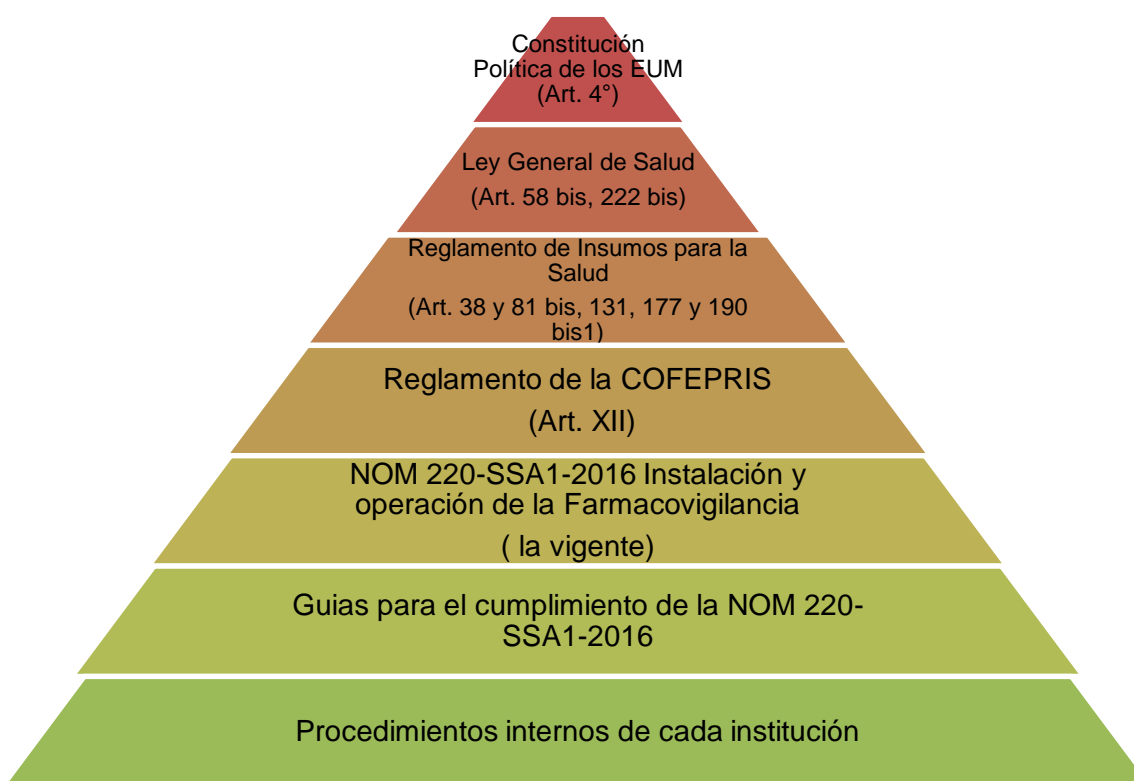 Constitución
Política de los EUM
(Art. 4°)
Ley General de Salud
(Art. 58 bis, 222 bis)
Reglamento de Insumos para la
Salud
(Art. 38 y 81 bis, 131, 177 y 190
bis1)
Reglamento de la COFEPRIS
(Art. XII)
NOM 220-SSA1-2016 Instalación y
operación de la Farmacovigilancia
( la vigente)
Guias para el cumplimiento de la NOM 220-
SSA1-2016
Procedimientos internos de cada institución